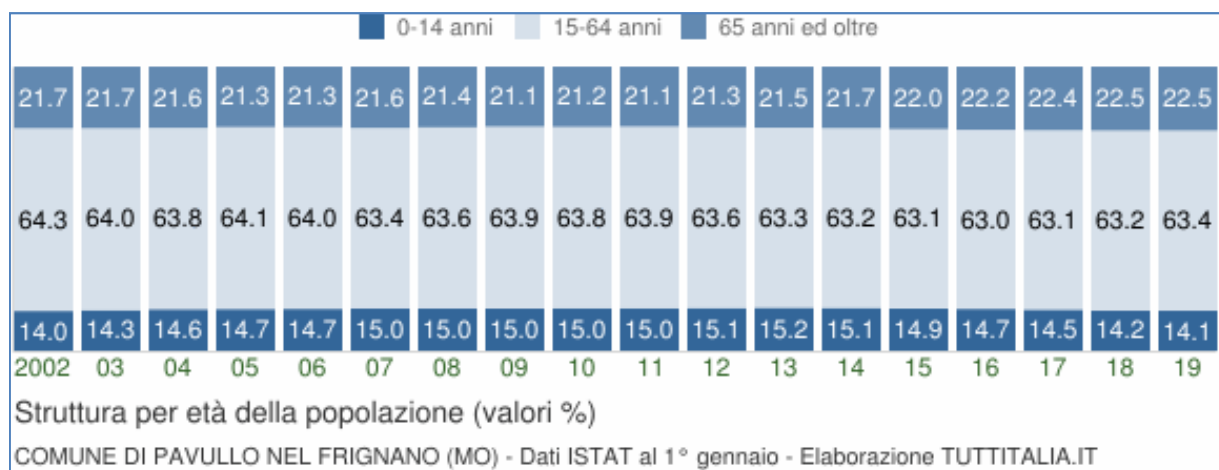 0-14 anni 15-64 anni 65 anni ed oltre
21.7 21.7 21.6 21.3 21.3 21.6 21.4 21.1 21.2 21.1 21.3 21.5 21.7 22.0 22.2 22.4 22.5 22.5
64.3 64.0 63.8 64.1 64.0 63.4 63.6 63.9 63.8 63.9 63.6 63.3 63.2 63.1 63.0 63.1 63.2 63.4
14.0 14.3 14.6 14.7 14.7 15.0 15.0 15.0 15.0 15.0 15.1 15.2 15.1 14.9 14.7 14.5 14.2 14.1
2002 03 04 05 06 07 08 09 10 11 12 13 14 15 16 17 18 19
Struttura per età della popolazione (valori %)
COMUNE DI PAVULLO NEL FRIGNANO (MO) - Dati ISTAT al 1° gennaio - Elaborazione TUTTITALIA.IT